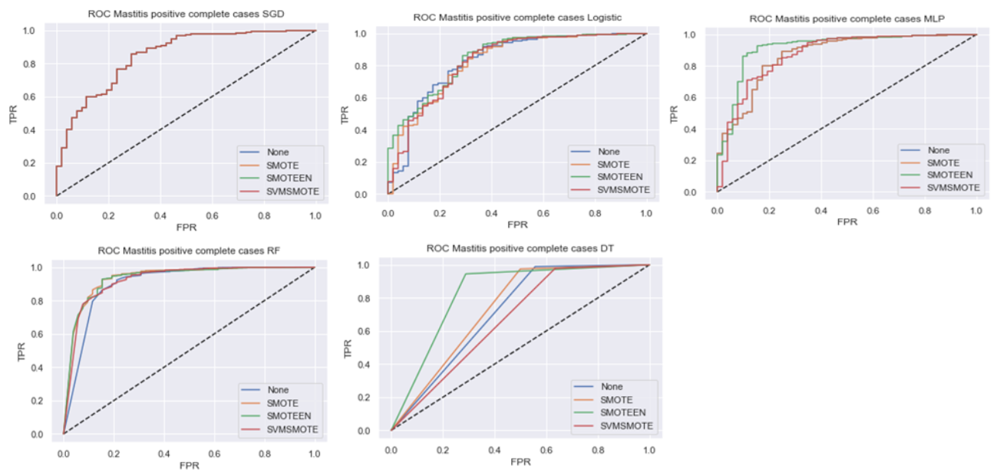 ROC Mastitis positive complete cases SGD
1.0
0.8
0.6
0.4
0.2
0.0
TPR
None
SMOTE
SMOTEEN
SVMSMOTE
0.0 0.2 0.4 0.6 0.8 1.0
FPR
ROC Mastitis positive complete cases Logistic
1.0
0.8
0.6
0.4
0.2
0.0
TPR
None
SMOTE
SMOTEEN
SVMSMOTE
0.0 0.2 0.4 0.6 0.8 1.0
FPR
ROC Mastitis positive complete cases MLP
1.0
0.8
0.6
0.4
0.2
0.0
TPR
None
SMOTE
SMOTEEN
SVMSMOTE
0.0 0.2 0.4 0.6 0.8 1.0
FPR
ROC Mastitis positive complete cases RF
1.0
0.8
0.6
0.4
0.2
0.0
TPR
None
SMOTE
SMOTEEN
SVMSMOTE
0.0 0.2 0.4 0.6 0.8 1.0
FPR
ROC Mastitis positive complete cases DT
1.0
0.8
0.6
0.4
0.2
0.0
TPR
None
SMOTE
SMOTEEN
SVMSMOTE
0.0 0.2 0.4 0.6 0.8 1.0
FPR